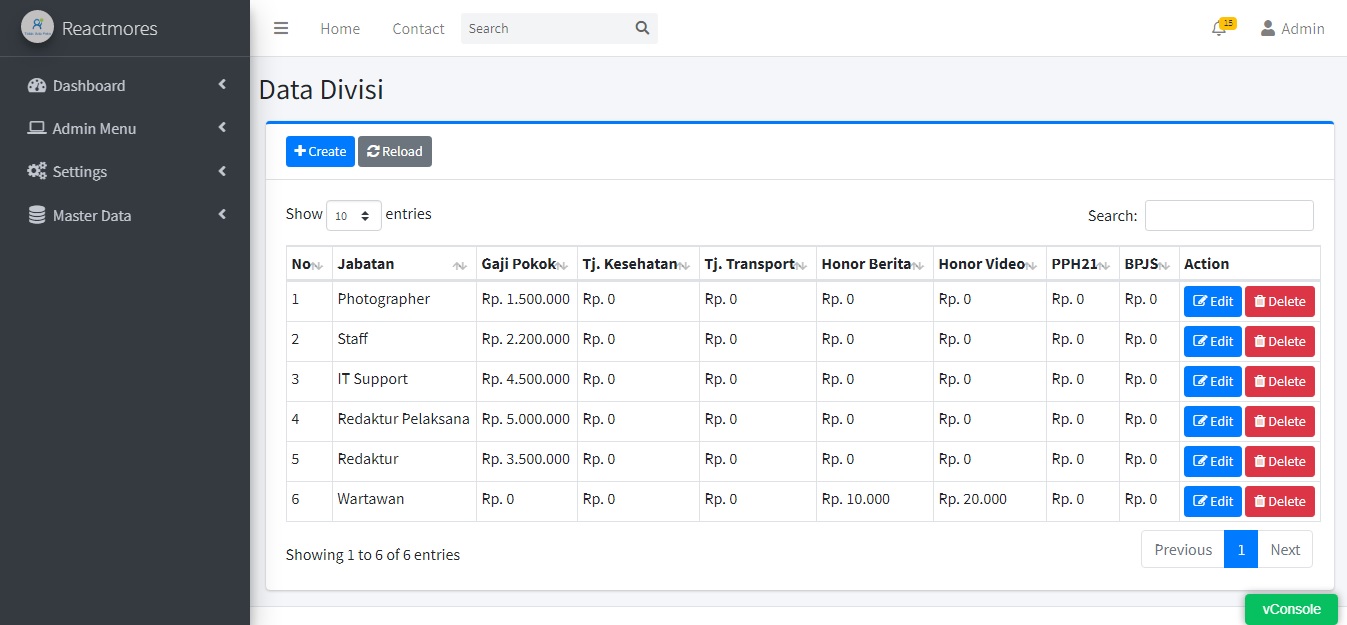 Reactmores
Home Contact Search 15 Admin
Dashboard
Admin Menu
Settings
Master Data
Data Divisi
Create Reload
Show 10 entries Search:
No Jabatan Gaji Pokok Tj. Kesehatan Tj. Transport Honor Berita Honor Video PPH21 BPJS Action
1 Photographer Rp. 1.500.000 Rp. 0 Rp. 0 Rp. 0 Rp. 0 Rp. 0 Rp. 0 Edit Delete
2 Staff Rp. 2.200.000 Rp. 0 Rp. 0 Rp. 0 Rp. 0 Rp. 0 Rp. 0 Edit Delete
3 IT Support Rp. 4.500.000 Rp. 0 Rp. 0 Rp. 0 Rp. 0 Rp. 0 Rp. 0 Edit Delete
4 Redaktur Pelaksana Rp. 5.000.000 Rp. 0 Rp. 0 Rp. 0 Rp. 0 Rp. 0 Rp. 0 Edit Delete
5 Redaktur Rp. 3.500.000 Rp. 0 Rp. 0 Rp. 0 Rp. 0 Rp. 0 Rp. 0 Edit Delete
6 Wartawan Rp. 0 Rp. 0 Rp. 0 Rp. 10.000 Rp. 20.000 Rp. 0 Rp. 0 Edit Delete
Showing 1 to 6 of 6 entries Previous 1 Next
vConsole